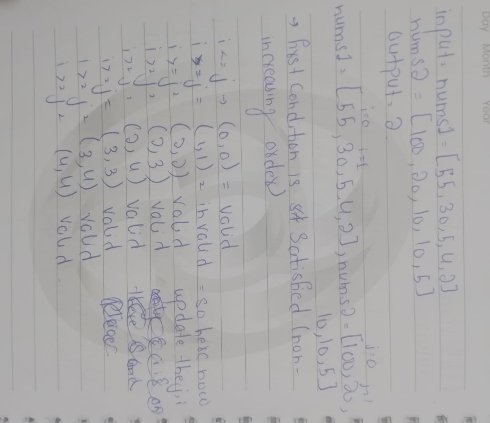 Day Month Year
input: nums1 = [55, 30, 5, 4, 2]
nums2 = [100, 20, 10, 10, 5]
output: 2
i=0 i=1
j=0 j=1
nums1 = [55, 30, 5, 4, 2], nums2 = [100, 20,
10, 10, 5]
→ first condition is satisfied (non-
increasing order)
i <= j → (0,0) = valid
i = (1,1) = invalid = so here now
i >= j, (2,2) valid update the j, i
i >= j, (2,3) valid
i >= j, (2,4) valid
i >= j = (3,3) valid
i >= j = (3,4) valid
i >= j = (4,4) valid